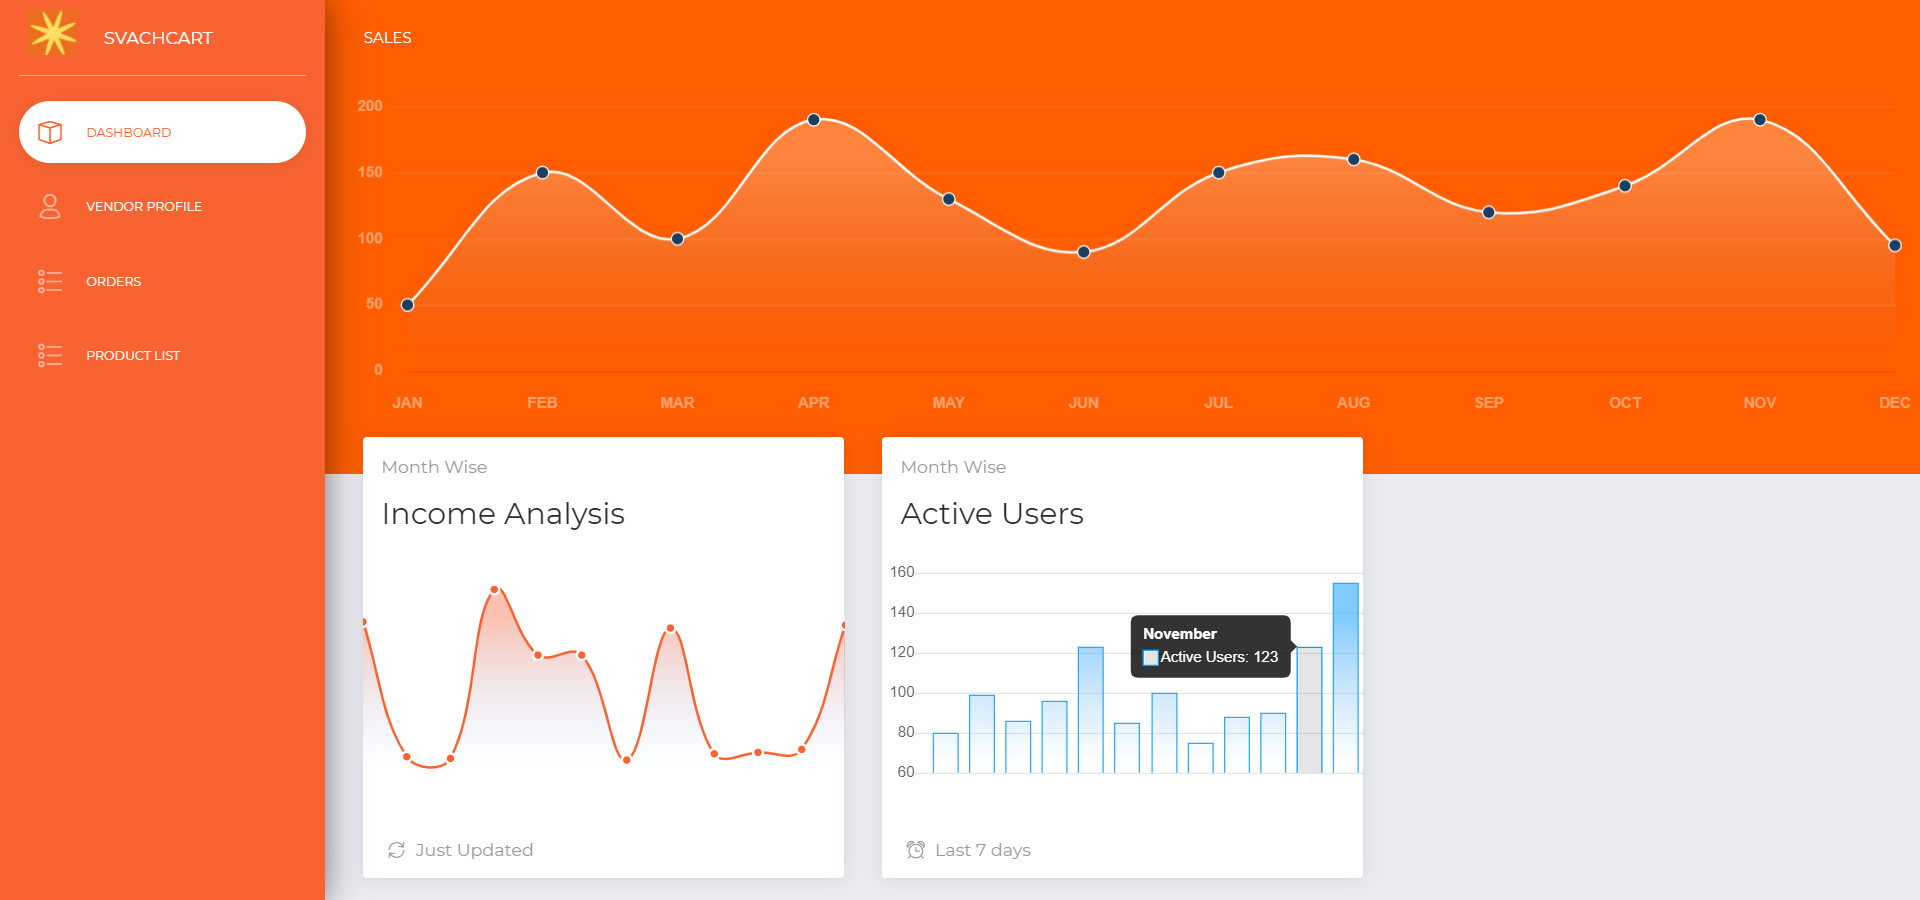 SVACHCART
DASHBOARD
VENDOR PROFILE
ORDERS
PRODUCT LIST
SALES
200
150
100
50
0
JAN FEB MAR APR MAY JUN JUL AUG SEP OCT NOV DEC
Month Wise
Income Analysis
Just Updated
Month Wise
Active Users
160
140
120
100
80
60
November
Active Users: 123
Last 7 days